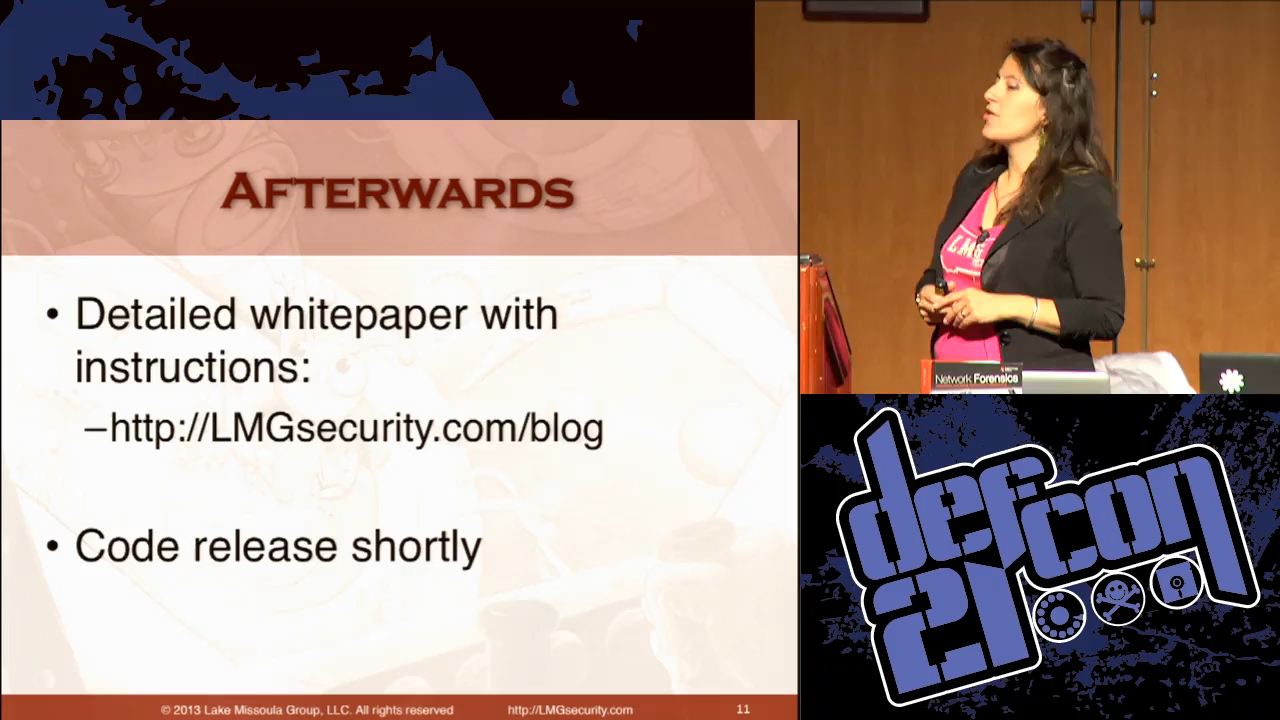 AFTERWARDS
• Detailed whitepaper with
instructions:
–http://LMGsecurity.com/blog
• Code release shortly
© 2013 Lake Missoula Group, LLC. All rights reserved http://LMGsecurity.com 11
LMG
Network Forensics
defcon
21